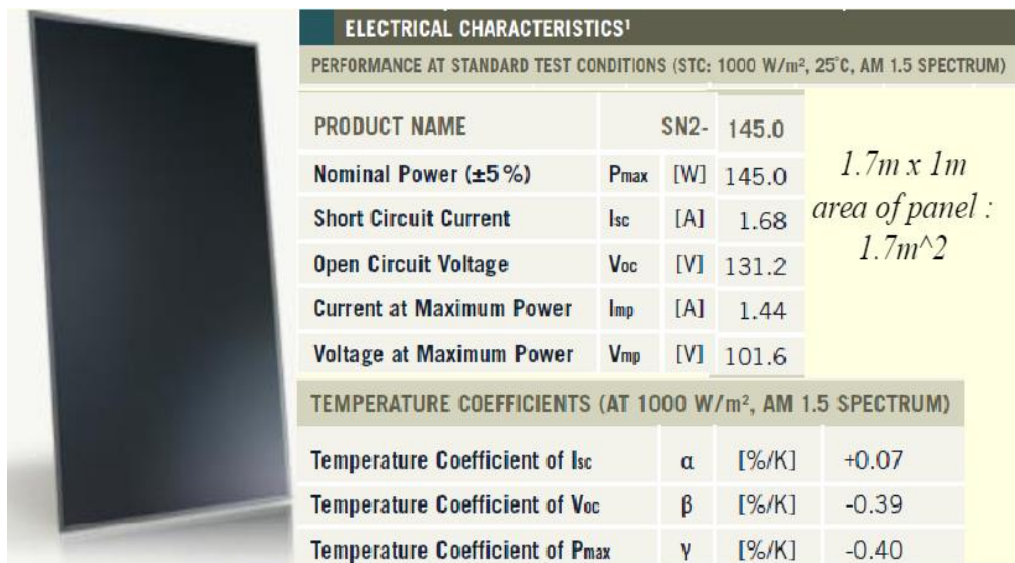 ELECTRICAL CHARACTERISTICS¹
PERFORMANCE AT STANDARD TEST CONDITIONS (STC: 1000 W/m², 25°C, AM 1.5 SPECTRUM)
PRODUCT NAME SN2- 145.0
Nominal Power (±5%) Pmax [W] 145.0
Short Circuit Current Isc [A] 1.68
Open Circuit Voltage Voc [V] 131.2
Current at Maximum Power Imp [A] 1.44
Voltage at Maximum Power Vmp [V] 101.6
1.7m x 1m
area of panel :
1.7m^2
TEMPERATURE COEFFICIENTS (AT 1000 W/m², AM 1.5 SPECTRUM)
Temperature Coefficient of Isc α [%/K] +0.07
Temperature Coefficient of Voc β [%/K] -0.39
Temperature Coefficient of Pmax γ [%/K] -0.40